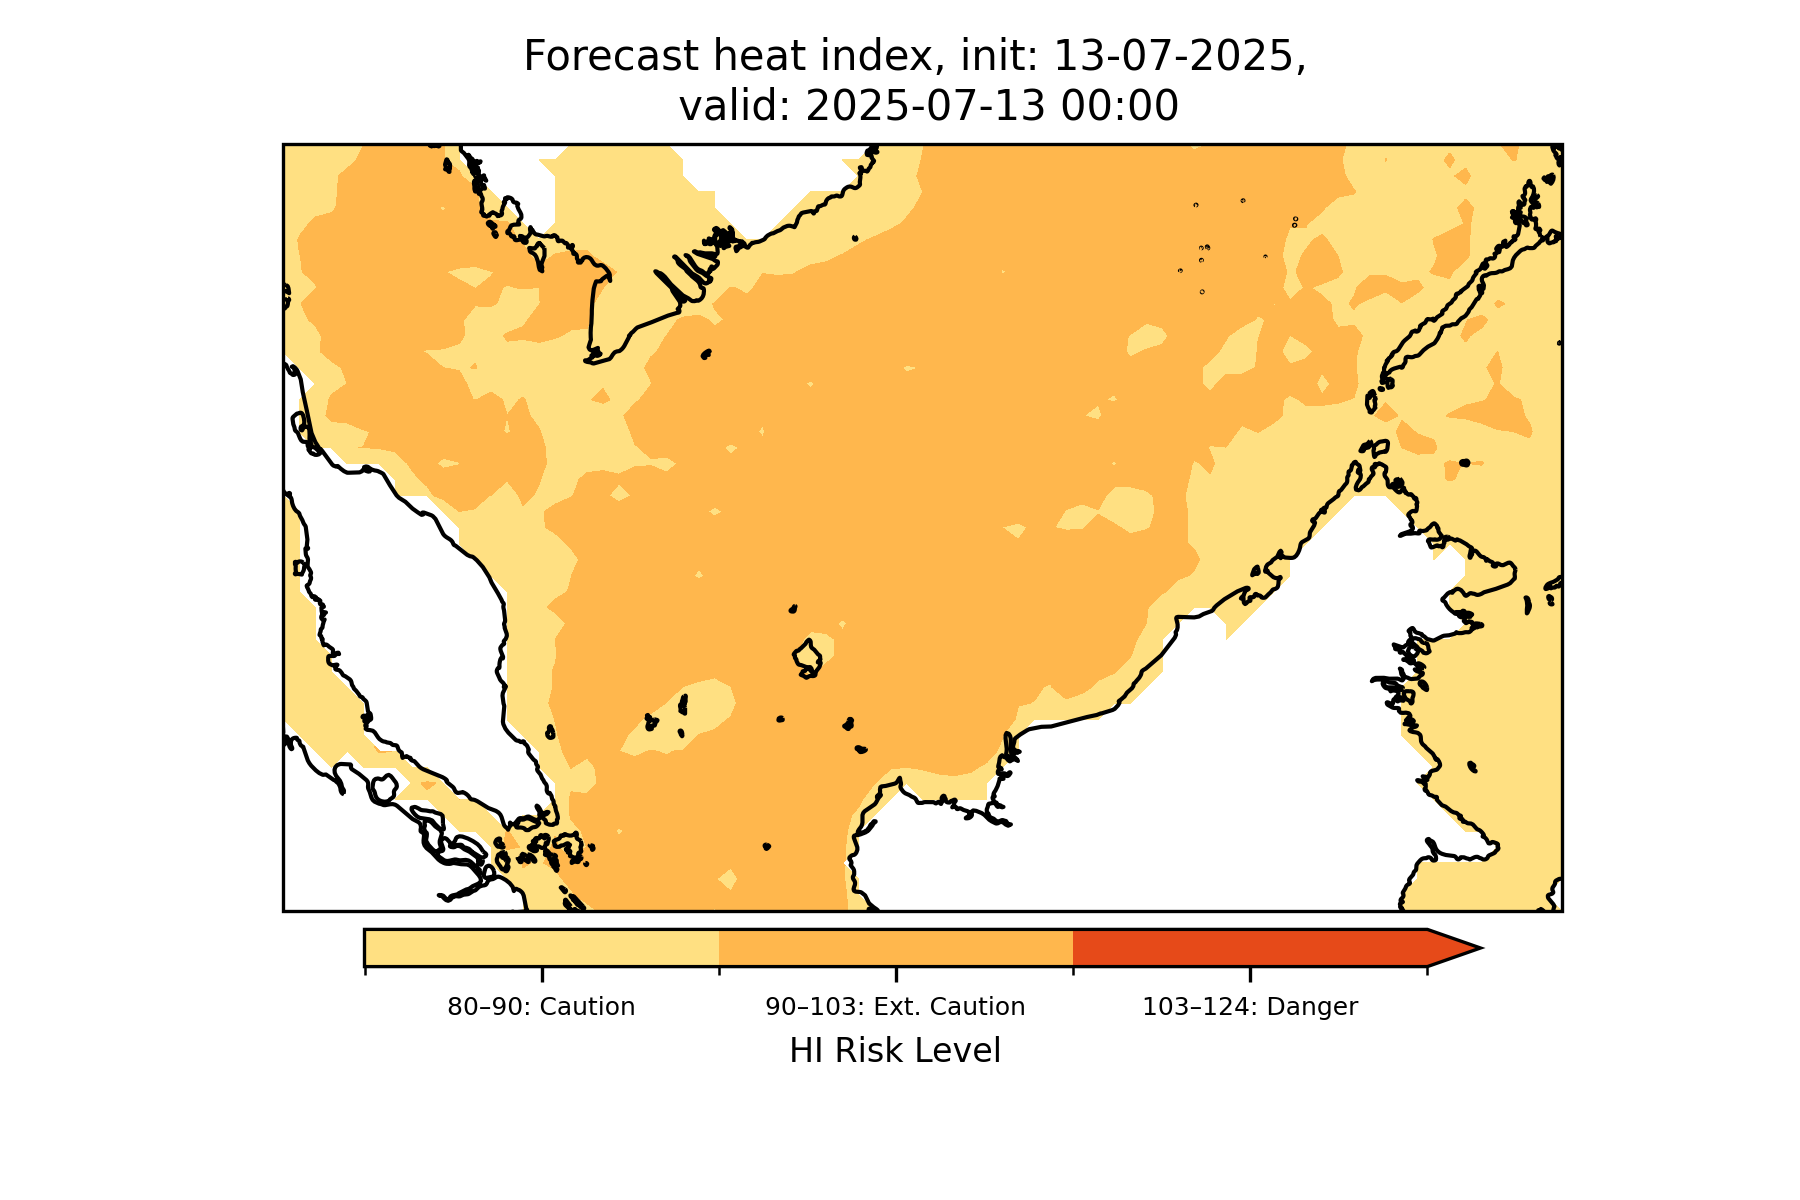 Forecast heat index, init: 13-07-2025,
valid: 2025-07-13 00:00
80–90: Caution
90–103: Ext. Caution
103–124: Danger
HI Risk Level